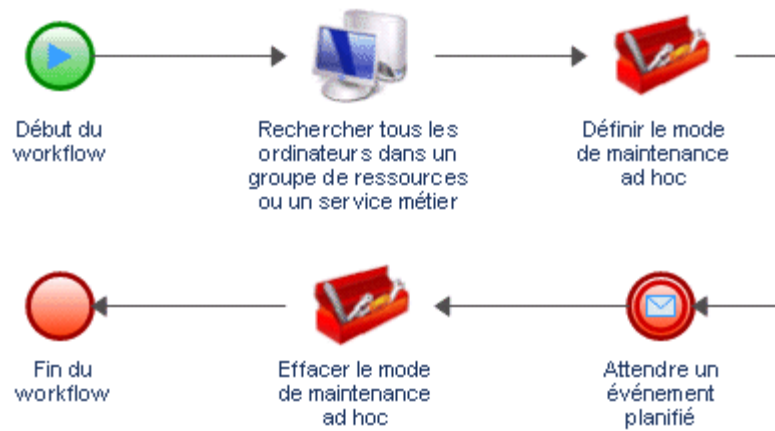 Début du
workflow
Rechercher tous les
ordinateurs dans un
groupe de ressources
ou un service métier
Définir le mode
de maintenance
ad hoc
Fin du
workflow
Effacer le mode
de maintenance
ad hoc
Attendre un
événement
planifié